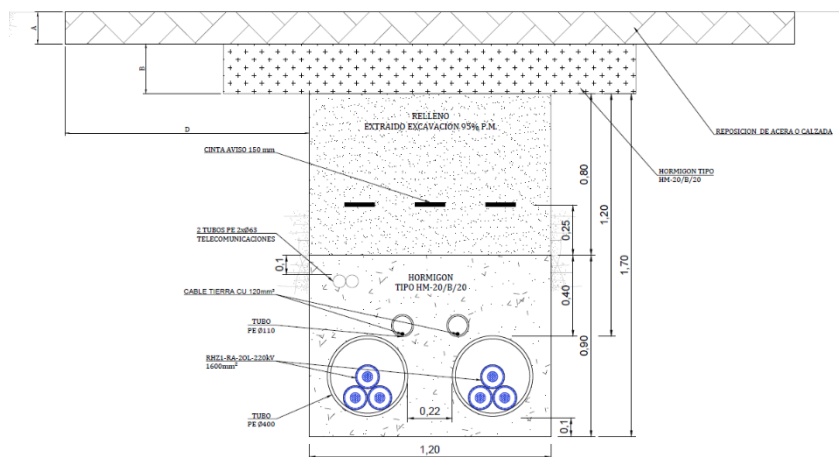 A
B
D
RELLENO
EXTRAIDO EXCAVACION 95% P.M.
REPOSICION DE ACERA O CALZADA
CINTA AVISO 150 mm
HORMIGON TIPO
HM-20/B/20
0,80
1,20
1,70
0,25
2 TUBOS PE 2xØ63
TELECOMUNICACIONES
0,1
HORMIGON
TIPO HM-20/B/20
CABLE TIERRA CU 120mm²
0,40
0,90
TUBO
PE Ø110
RHZ1-RA-2OL-220kV
1600mm²
0,22
TUBO
PE Ø400
0,1
1,20